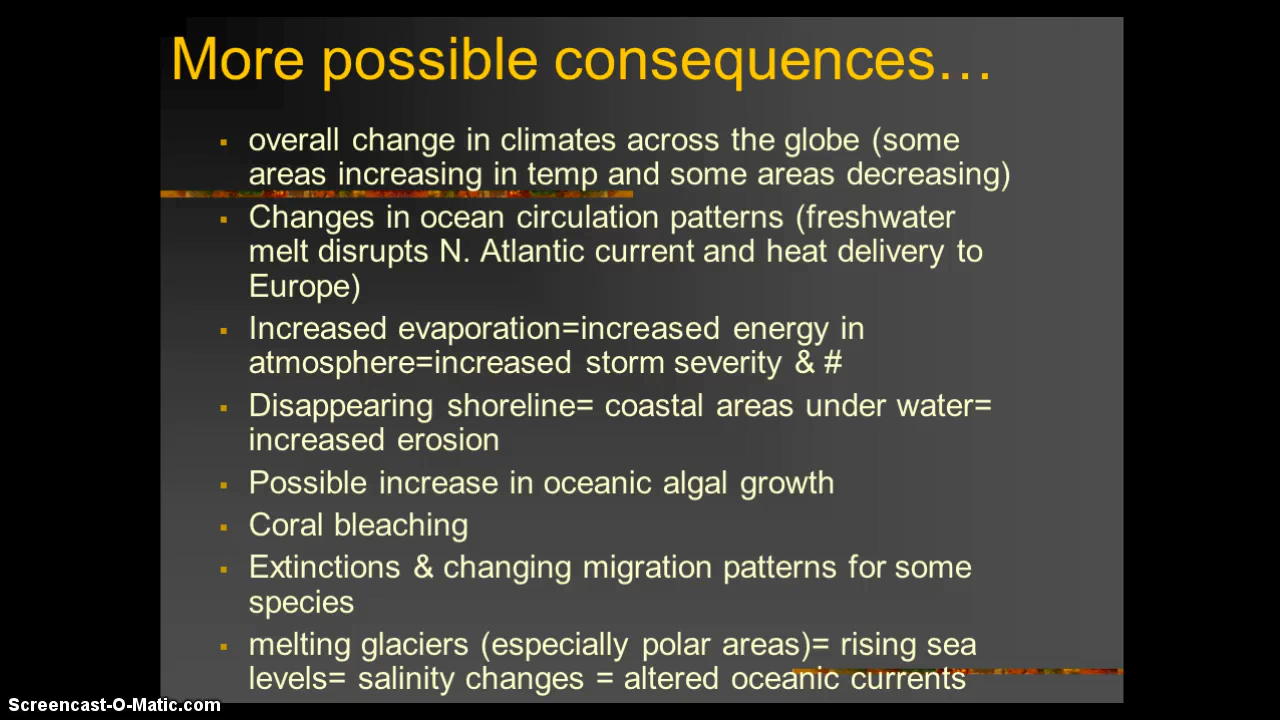 More possible consequences…
▪ overall change in climates across the globe (some
areas increasing in temp and some areas decreasing)
▪ Changes in ocean circulation patterns (freshwater
melt disrupts N. Atlantic current and heat delivery to
Europe)
▪ Increased evaporation=increased energy in
atmosphere=increased storm severity & #
▪ Disappearing shoreline= coastal areas under water=
increased erosion
▪ Possible increase in oceanic algal growth
▪ Coral bleaching
▪ Extinctions & changing migration patterns for some
species
▪ melting glaciers (especially polar areas)= rising sea
levels= salinity changes = altered oceanic currents
Screencast-O-Matic.com